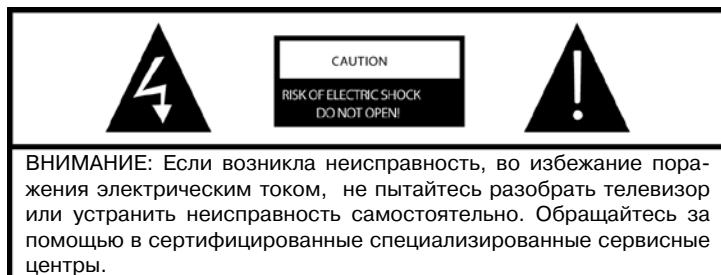 CAUTION
RISK OF ELECTRIC SHOCK
DO NOT OPEN!
ВНИМАНИЕ: Если возникла неисправность, во избежание пора-
жения электрическим током, не пытайтесь разобрать телевизор
или устранить неисправность самостоятельно. Обращайтесь за
помощью в сертифицированные специализированные сервисные
центры.